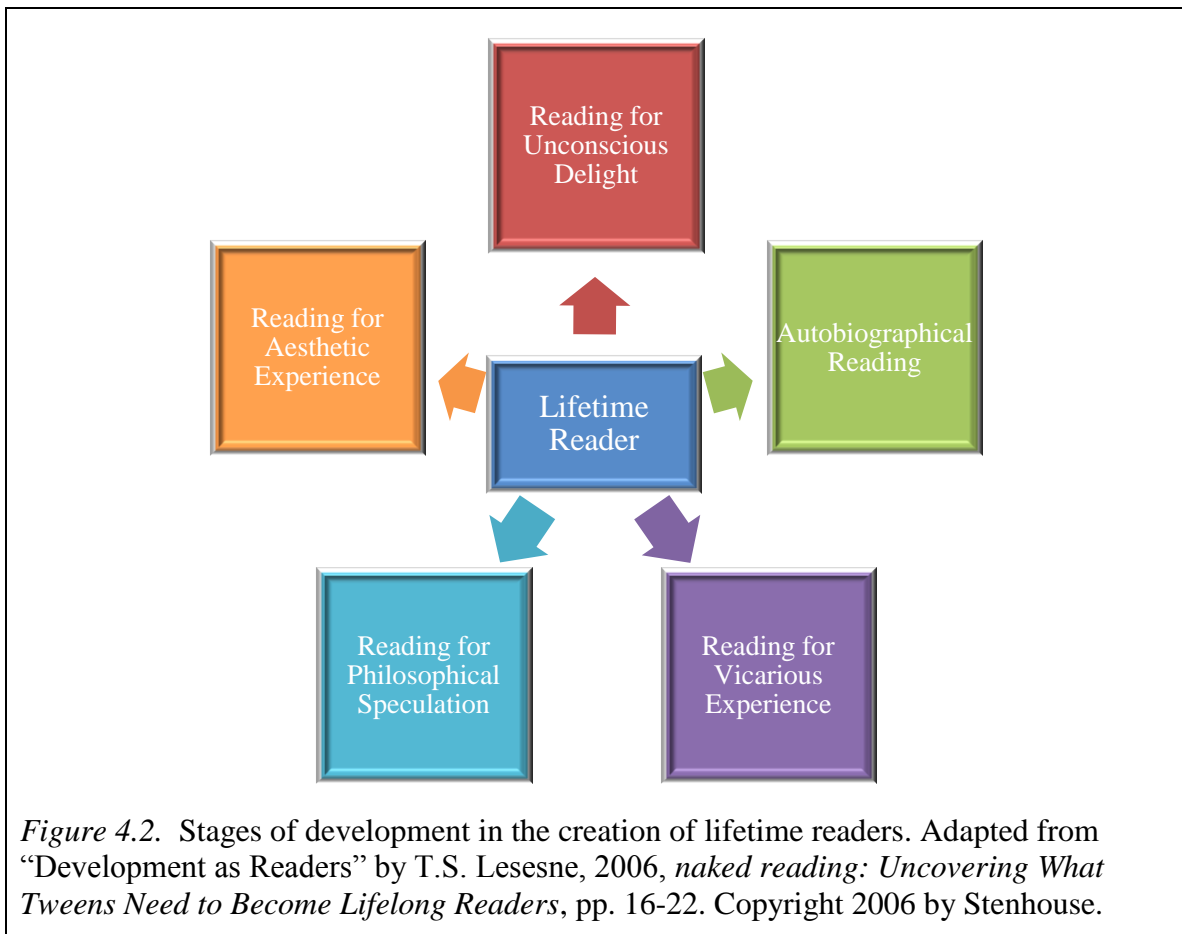 Reading for
Unconscious
Delight
Reading for
Aesthetic
Experience
Autobiographical
Reading
Lifetime
Reader
Reading for
Philosophical
Speculation
Reading for
Vicarious
Experience
Figure 4.2.  Stages of development in the creation of lifetime readers. Adapted from
“Development as Readers” by T.S. Lesesne, 2006, naked reading: Uncovering What
Tweens Need to Become Lifelong Readers, pp. 16-22. Copyright 2006 by Stenhouse.